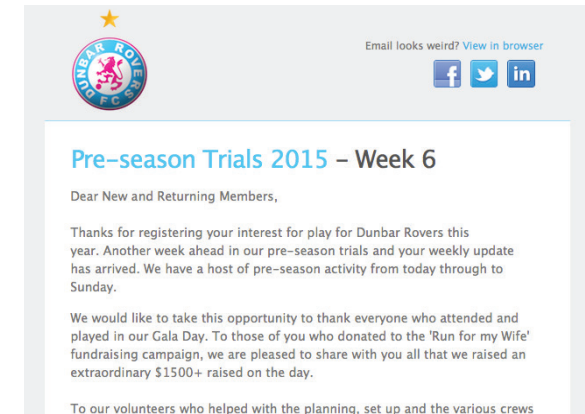 Email looks weird? View in browser
DUNBAR ROVERS
FC
Pre-season Trials 2015 – Week 6
Dear New and Returning Members,
Thanks for registering your interest for play for Dunbar Rovers this
year. Another week ahead in our pre-season trials and your weekly update
has arrived. We have a host of pre-season activity from today through to
Sunday.
We would like to take this opportunity to thank everyone who attended and
played in our Gala Day. To those of you who donated to the 'Run for my Wife'
fundraising campaign, we are pleased to share with you all that we raised an
extraordinary $1500+ raised on the day.
To our volunteers who helped with the planning, set up and the various crews